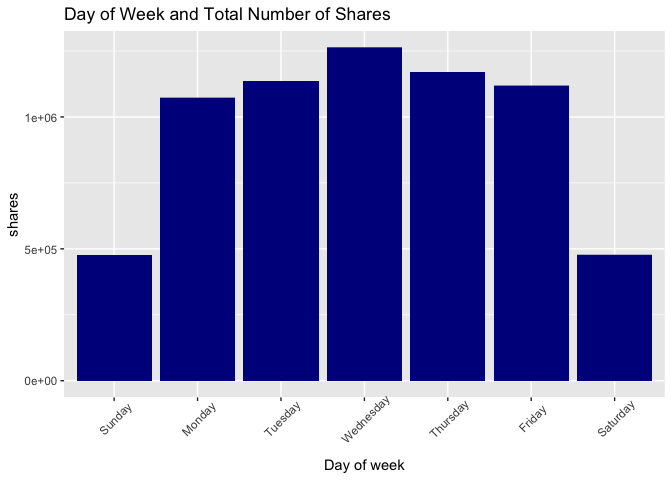 Day of Week and Total Number of Shares
shares
1e+06
5e+05
0e+00
Sunday
Monday
Tuesday
Wednesday
Thursday
Friday
Saturday
Day of week